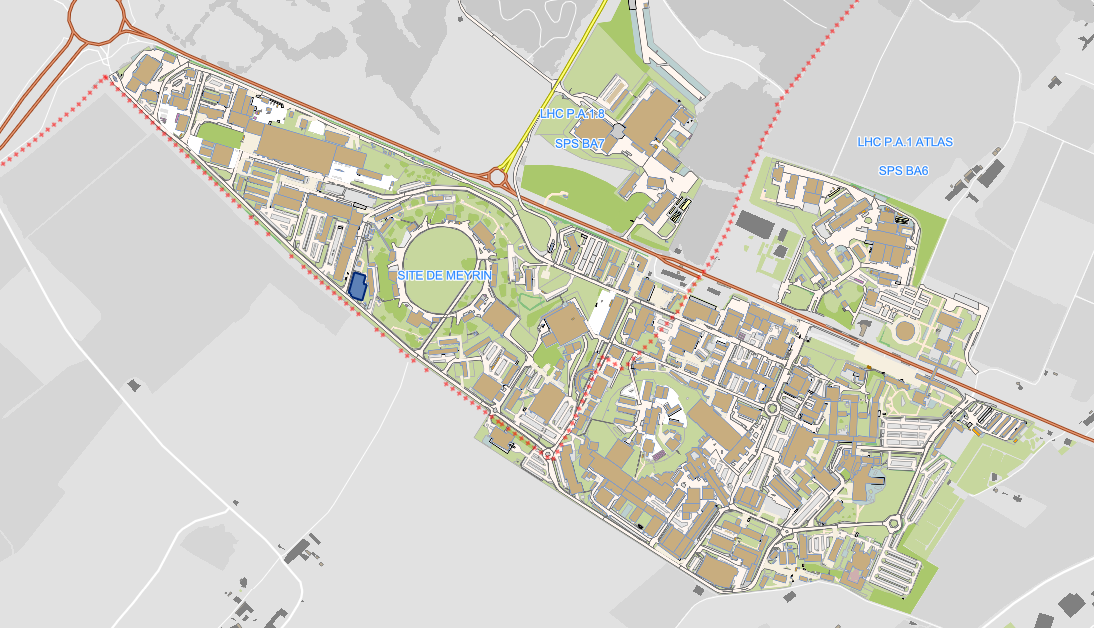 LHC P.A.1.8
SPS BA7
LHC P.A.1 ATLAS
SPS BA6
SITE DE MEYRIN